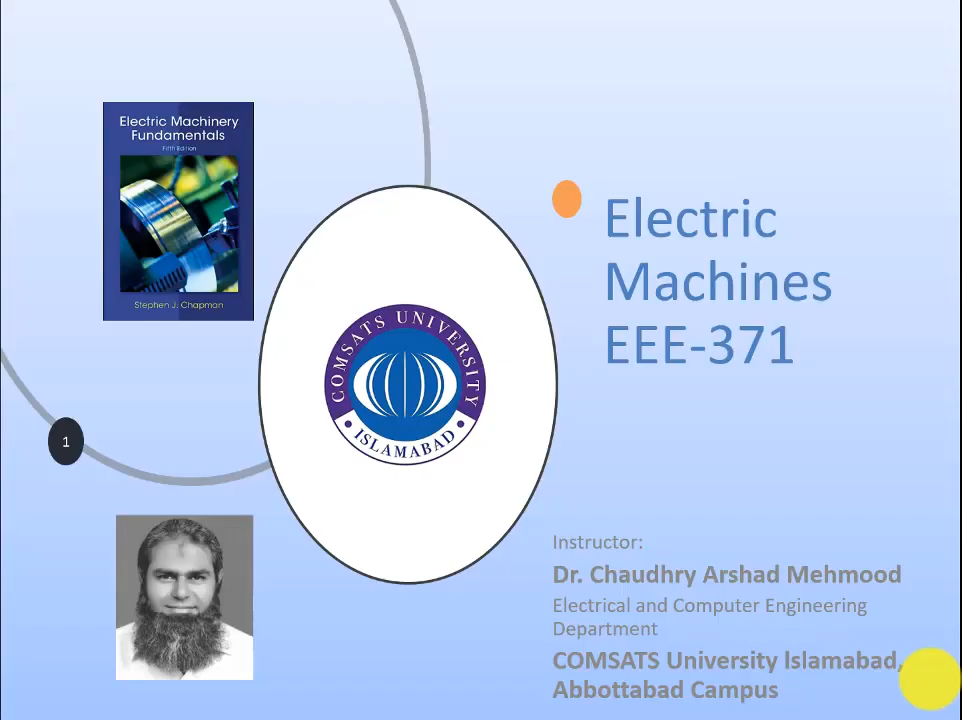 Electric Machinery
Fundamentals
Fifth Edition
Stephen J. Chapman
COMSATS UNIVERSITY
ISLAMABAD
1
Electric
Machines
EEE-371
Instructor:
Dr. Chaudhry Arshad Mehmood
Electrical and Computer Engineering
Department
COMSATS University Islamabad,
Abbottabad Campus